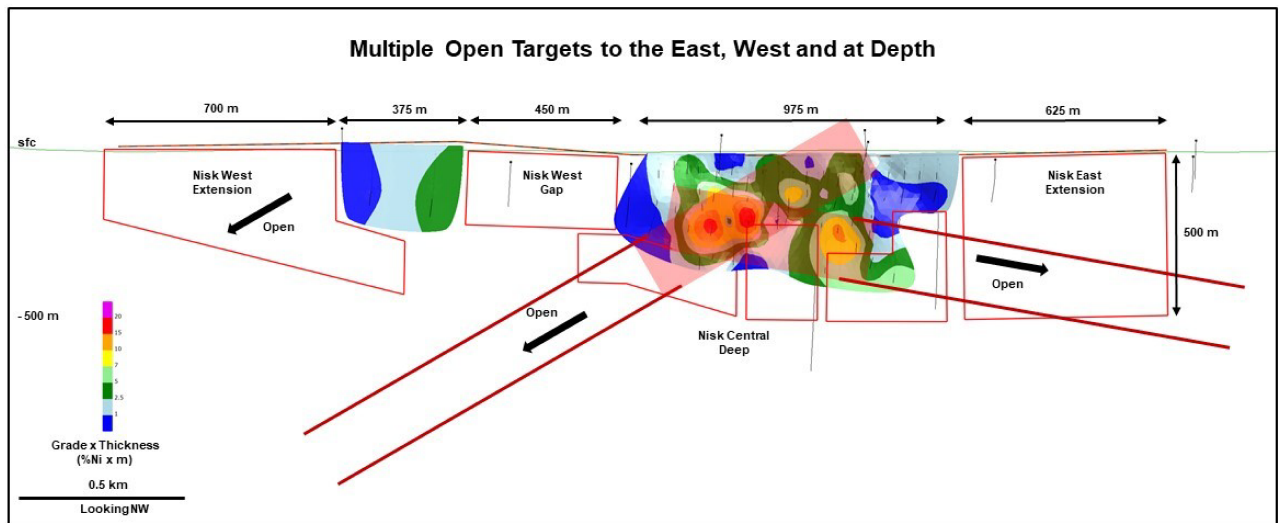 Multiple Open Targets to the East, West and at Depth
700 m
375 m
450 m
975 m
625 m
sfc
Nisk West
Extension
Open
Nisk West
Gap
Nisk East
Extension
500 m
Open
- 500 m
Open
Nisk Central
Deep
20
15
10
7
5
2.5
1
Grade x Thickness
(%Ni x m)
0.5 km
Looking NW